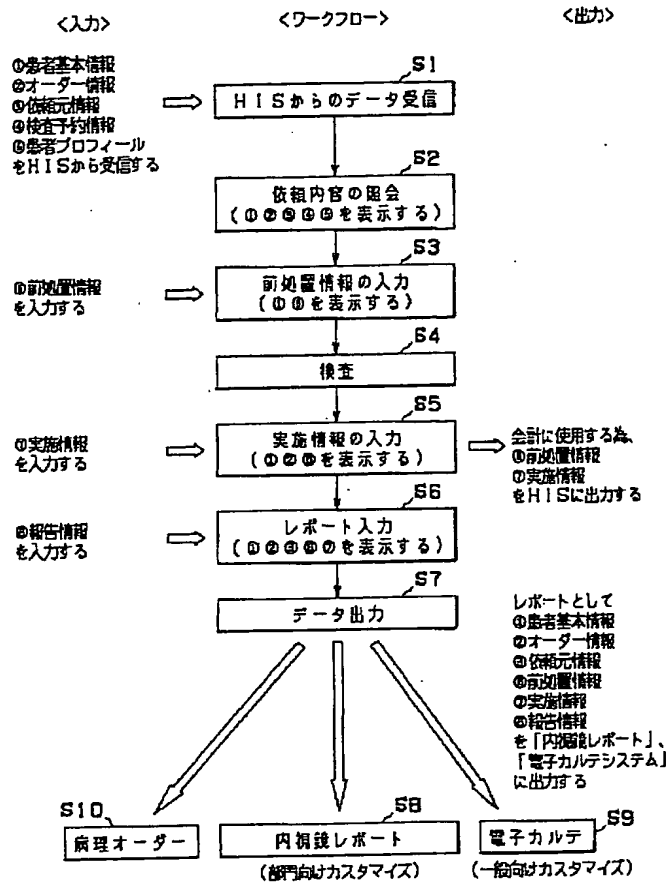 <入力>
<ワークフロー>
<出力>
①患者基本情報
②オーダー情報
③依頼元情報
④検査予約情報
⑤患者プロフィール
をHISから受信する
S1
HISからのデータ受信
S2
依頼内官の照会
(①②③④⑤を表示する)
⑥前処置情報
を入力する
S3
前処置情報の入力
(①を表示する)
S4
検査
⑦実施情報
を入力する
S5
実施情報の入力
(①②⑥を表示する)
会計に使用する為、
⑥前処置情報
⑦実施情報
をHISに出力する
⑧報告情報
を入力する
S6
レポート入力
(①②③⑥⑦を表示する)
S7
データ出力
レポートとして
①患者基本情報
②オーダー情報
③依頼元情報
⑥前処置情報
⑦実施情報
⑧報告情報
を「内視鏡レポート」、
「電子カルテシステム」
に出力する
S10
病理オーダー
S8
内視鏡レポート
(部門向けカスタマイズ)
S9
電子カルテ
(一般向けカスタマイズ)